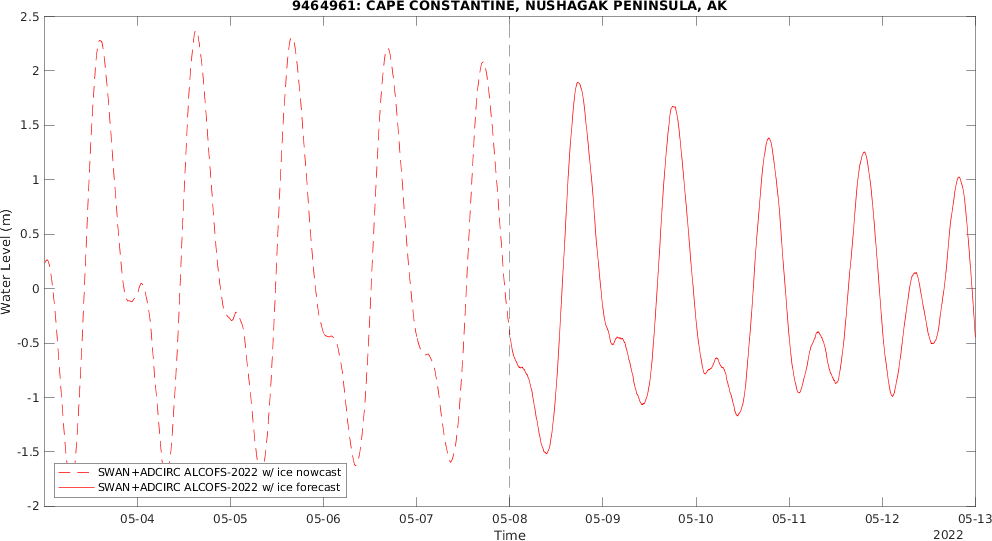 9464961: CAPE CONSTANTINE, NUSHAGAK PENINSULA, AK
2.5
2
1.5
1
0.5
0
-0.5
-1
-1.5
-2
Water Level (m)
SWAN+ADCIRC ALCOFS-2022 w/ ice nowcast
SWAN+ADCIRC ALCOFS-2022 w/ ice forecast
05-04 05-05 05-06 05-07 05-08 05-09 05-10 05-11 05-12 05-13
Time
2022